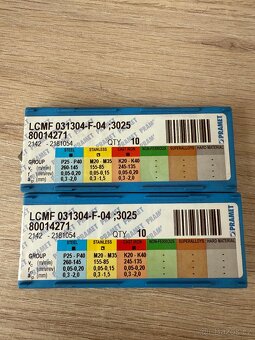 LCMF 031304-F-04 ;3025
80014271
2142 - 2181054
QTY 10
PRAMET
STEEL STAINLESS CAST IRON NON-FERROUS SUPERALLOYS HARD MATERIAL
GROUP P25 - P40 M20 - M35 K20 - K40
260-145 155-85 245-135
0,05-0,20 0,05-0,15 0,05-0,20
0,3-2,0 0,3-1,5 0,3-2,0
LCMF 031304-F-04 ;3025
80014271
2142 - 2181054
QTY 10
PRAMET
STEEL STAINLESS CAST IRON NON-FERROUS SUPERALLOYS HARD MATERIAL
GROUP P25 - P40 M20 - M35 K20 - K40
260-145 155-85 245-135
0,05-0,20 0,05-0,15 0,05-0,20
0,3-2,0 0,3-1,5 0,3-2,0